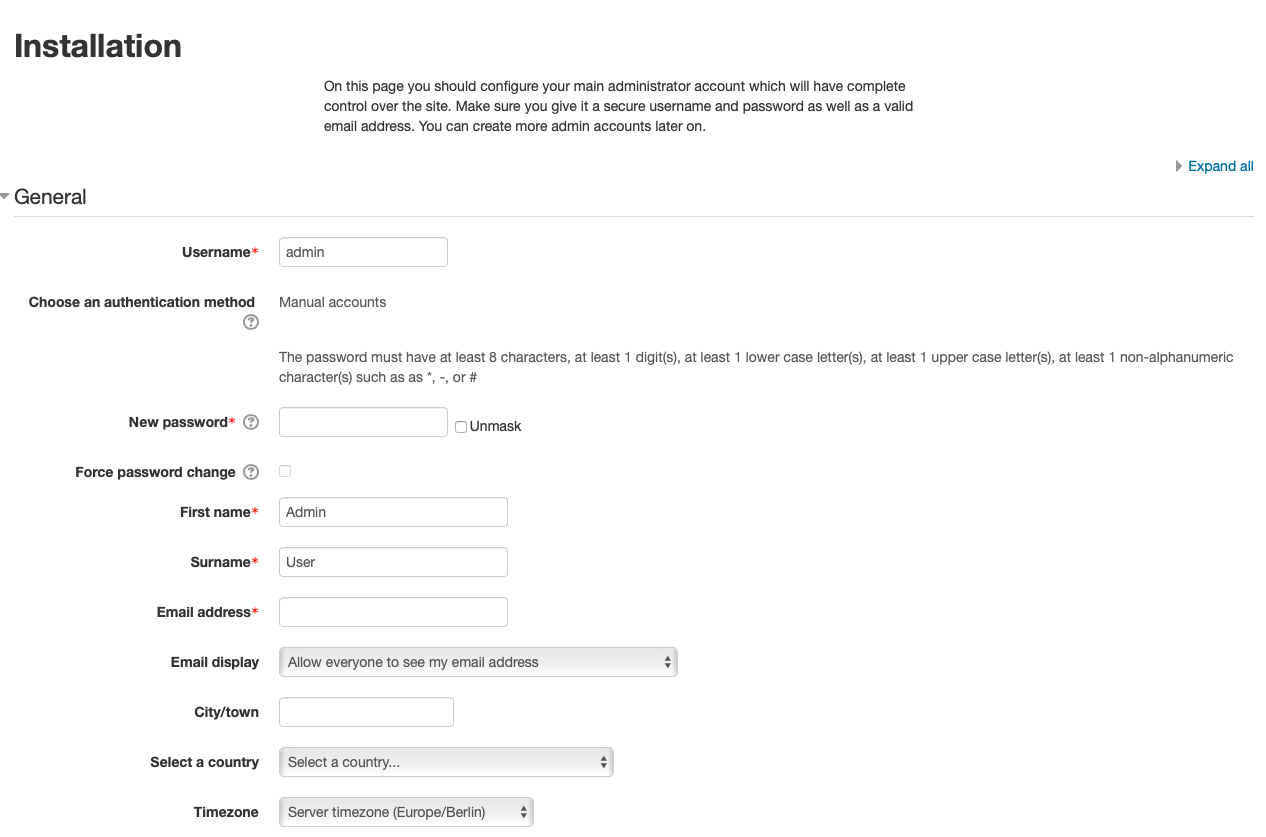 Installation
On this page you should configure your main administrator account which will have complete
control over the site. Make sure you give it a secure username and password as well as a valid
email address. You can create more admin accounts later on.
Expand all
General
Username* admin
Choose an authentication method Manual accounts
The password must have at least 8 characters, at least 1 digit(s), at least 1 lower case letter(s), at least 1 upper case letter(s), at least 1 non-alphanumeric
character(s) such as as *, -, or #
New password* Unmask
Force password change
First name* Admin
Surname* User
Email address*
Email display Allow everyone to see my email address
City/town
Select a country Select a country...
Timezone Server timezone (Europe/Berlin)